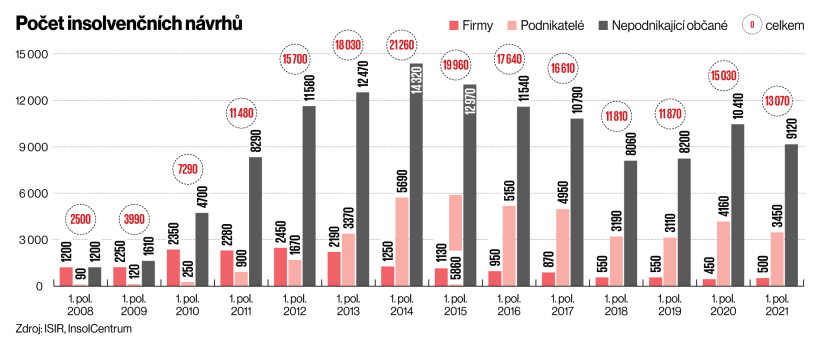 Počet insolvenčních návrhů
Firmy Podnikatelé Nepodnikající občané 0 celkem
15 000
12 000
9 000
6 000
3 000
0
2500 3990 7290 11 480 15 700 18 030 21 260 19 960 17 640 16 610 11 810 11 870 15 030 13 070
1200 90 1200
2250 120 1610
2350 250 4700
2280 900 8290
2450 1670 11 580
2190 3370 12 470
1250 5690 14 320
1130 5860 12 970
950 5150 11 540
870 4950 10 790
550 3190 8060
550 3110 8200
450 4160 10 410
500 3450 9120
1. pol. 1. pol. 1. pol. 1. pol. 1. pol. 1. pol. 1. pol. 1. pol. 1. pol. 1. pol. 1. pol. 1. pol. 1. pol. 1. pol.
2008 2009 2010 2011 2012 2013 2014 2015 2016 2017 2018 2019 2020 2021
Zdroj: ISIR, InsolCentrum